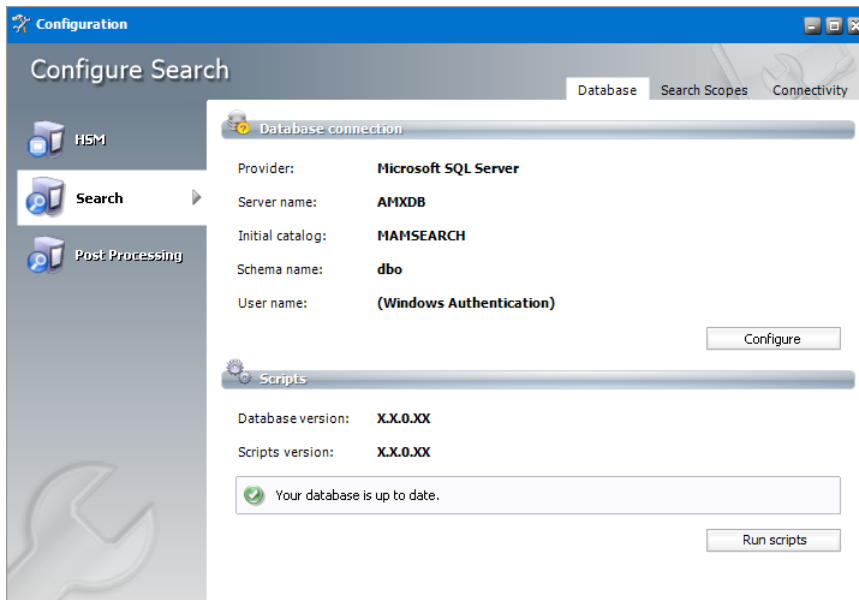 Configuration
Configure Search
Database Search Scopes Connectivity
HSM
Search
Post Processing
Database connection
Provider: Microsoft SQL Server
Server name: AMXDB
Initial catalog: MAMSEARCH
Schema name: dbo
User name: (Windows Authentication)
Configure
Scripts
Database version: X.X.0.XX
Scripts version: X.X.0.XX
Your database is up to date.
Run scripts